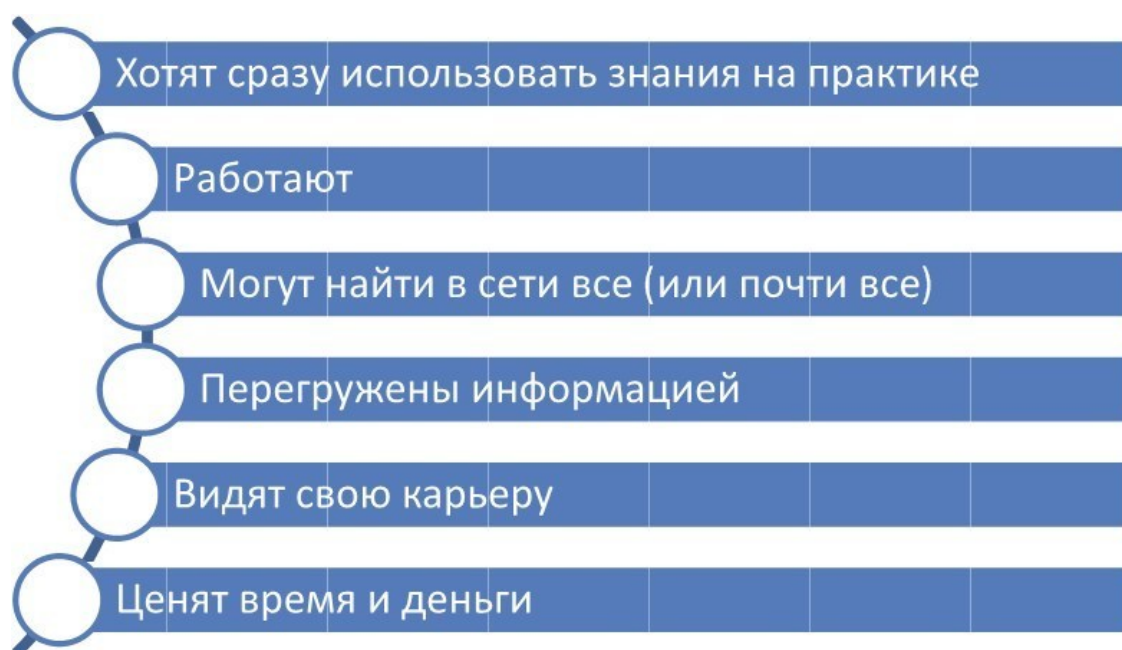 Хотят сразу использовать знания на практике
Работают
Могут найти в сети все (или почти все)
Перегружены информацией
Видят свою карьеру
Ценят время и деньги